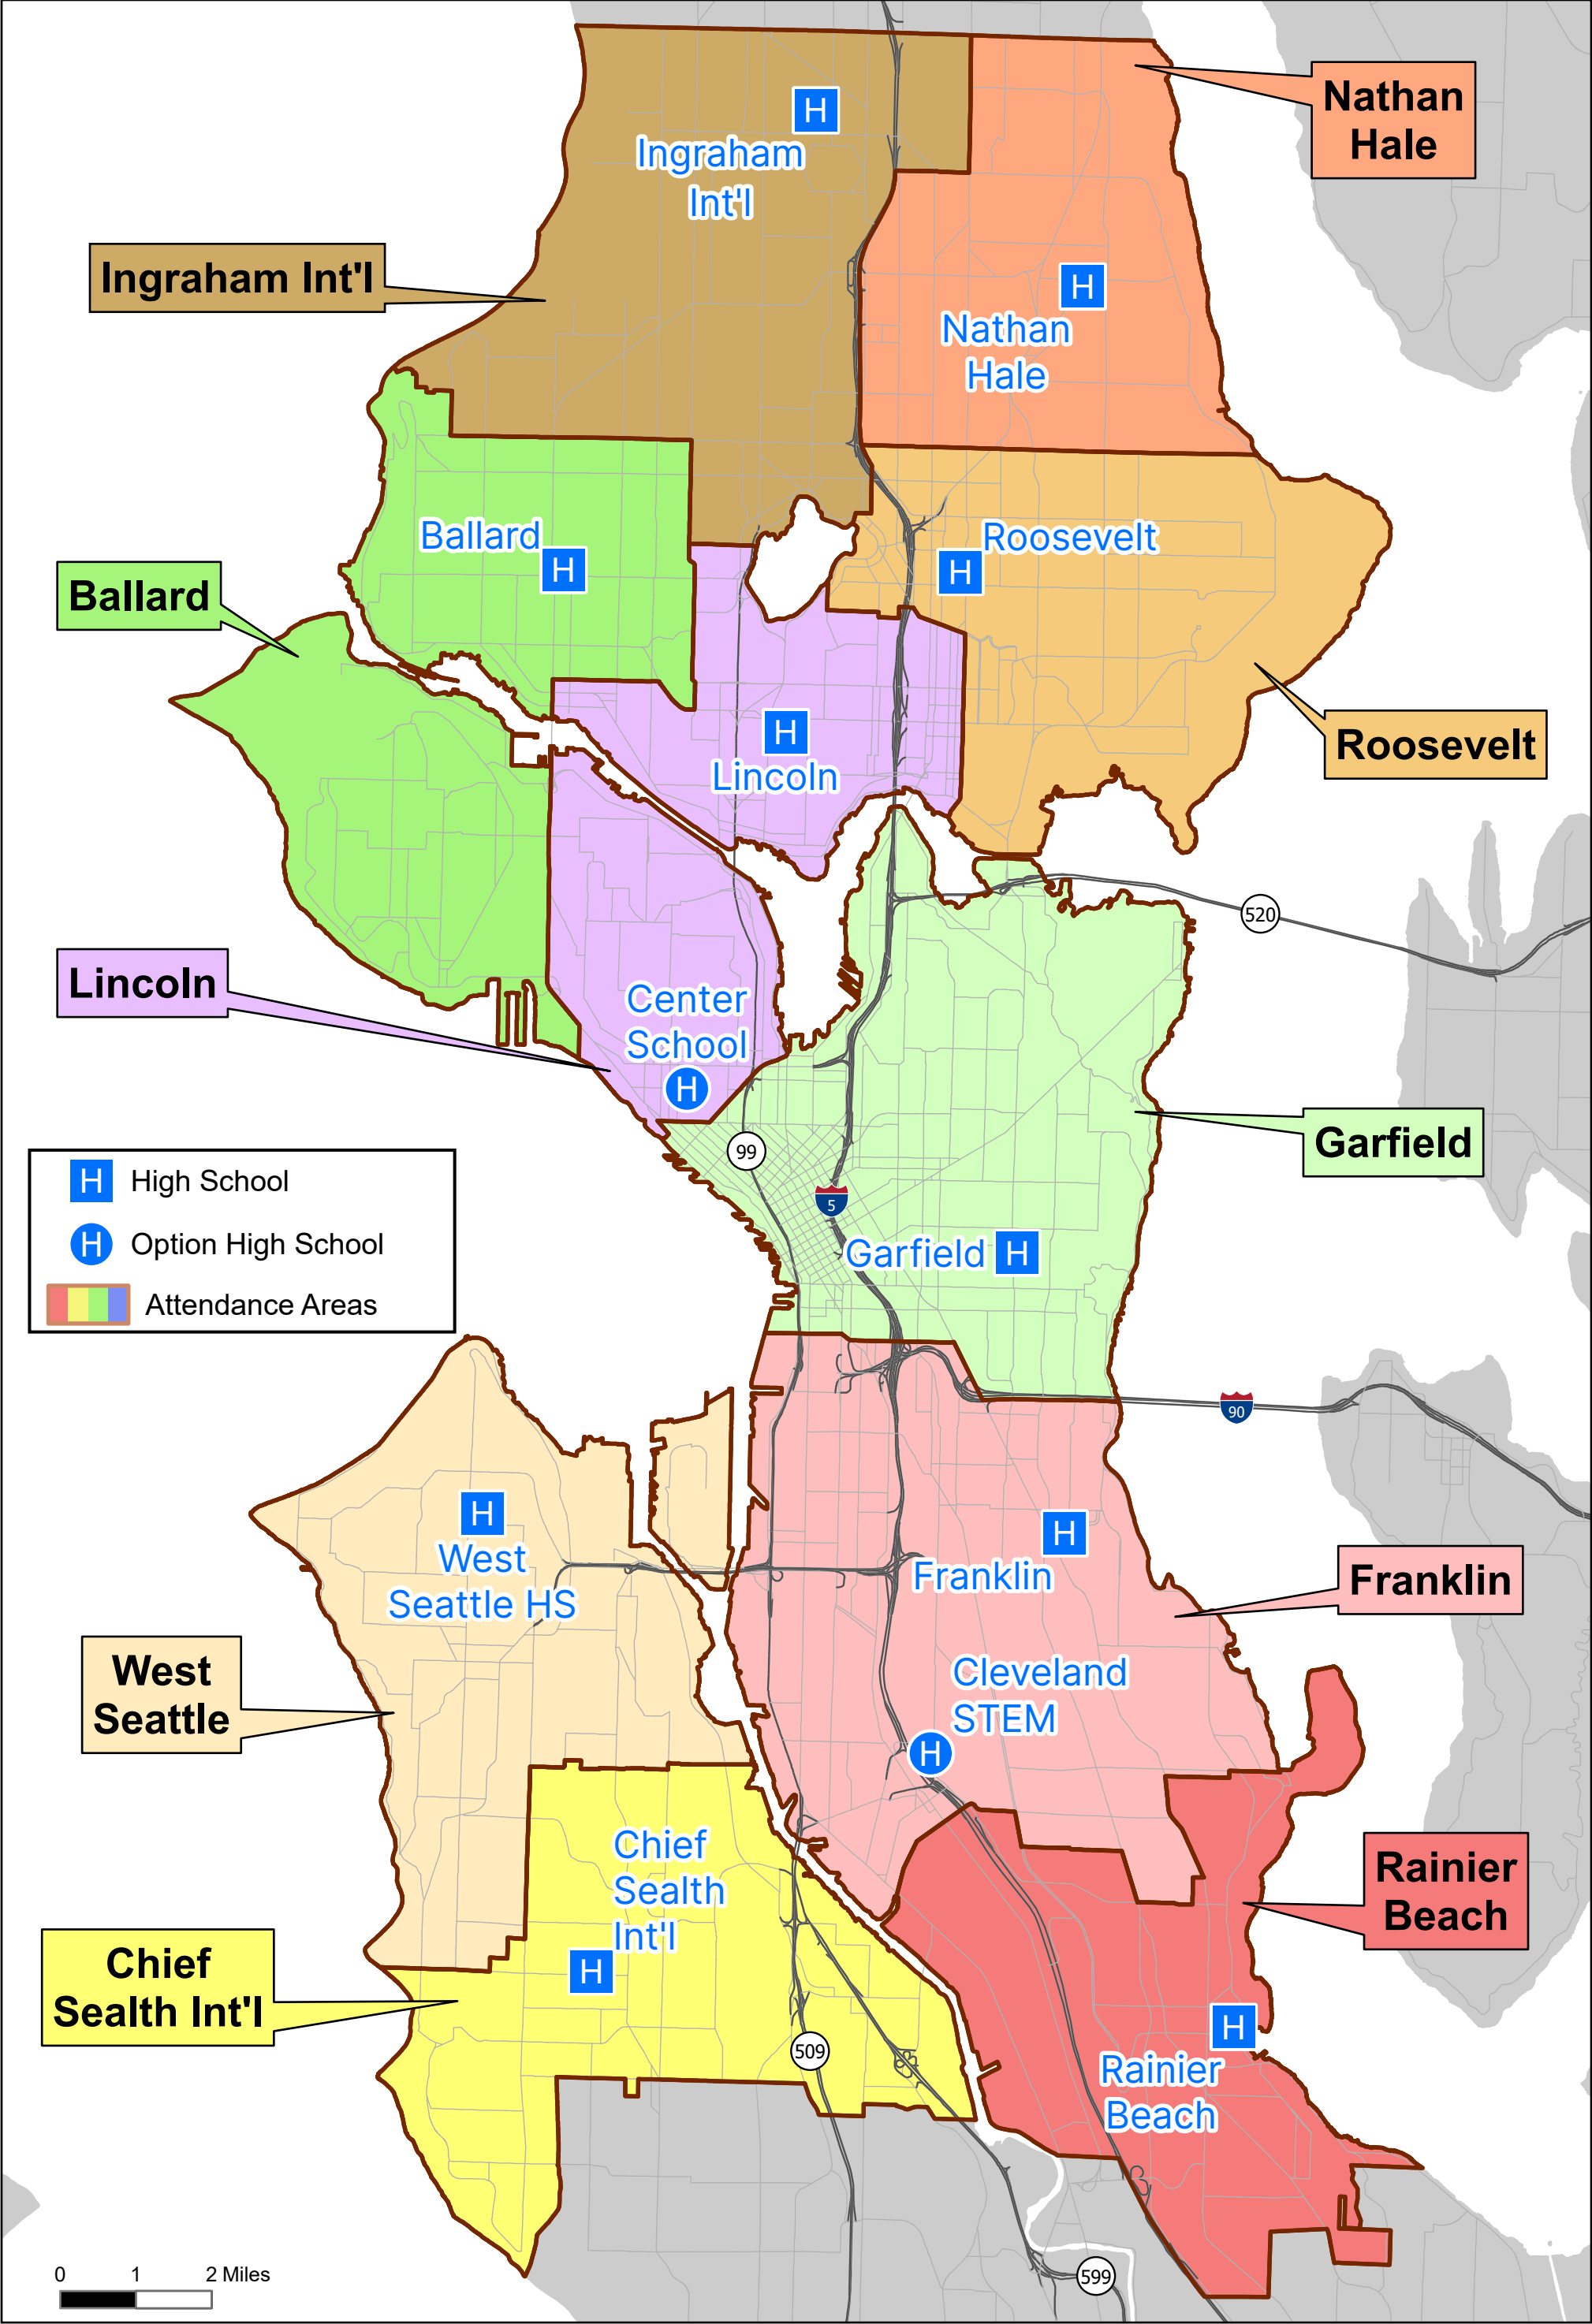 Nathan
Hale
H
Ingraham
Int'l
Ingraham Int'l
H
Nathan
Hale
Ballard
H
Roosevelt
H
Ballard
Roosevelt
H
Lincoln
520
Lincoln
Center
School
H
Garfield
99
5
H High School
H Option High School
Attendance Areas
Garfield H
90
H
West
Seattle HS
H
Franklin
Franklin
West
Seattle
Cleveland
STEM
H
Chief
Sealth
Int'l
H
Rainier
Beach
Chief
Sealth Int'l
H
Rainier
Beach
509
599
0 1 2 Miles